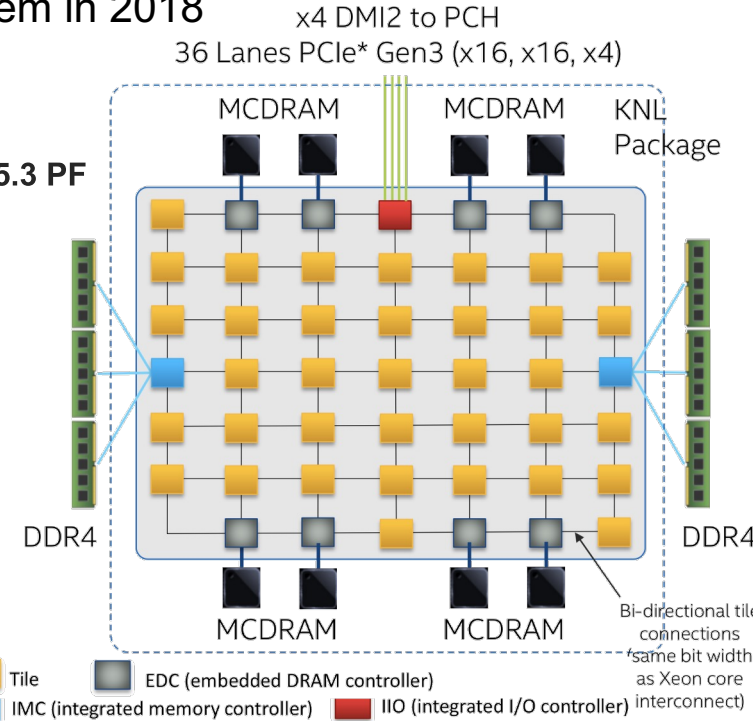 em in 2018
x4 DMI2 to PCH
36 Lanes PCIe* Gen3 (x16, x16, x4)
MCDRAM
MCDRAM
KNL
Package
5.3 PF
DDR4
DDR4
MCDRAM
MCDRAM
Bi-directional tile
connections
'same bit width
as Xeon core
interconnect)
Tile
EDC (embedded DRAM controller)
IMC (integrated memory controller)
IIO (integrated I/O controller)